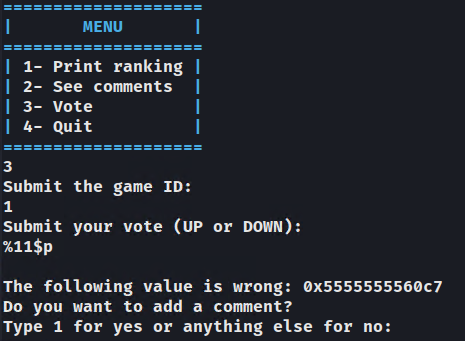 ====================
|       MENU       |
====================
| 1- Print ranking |
| 2- See comments  |
| 3- Vote          |
| 4- Quit          |
====================
3
Submit the game ID:
1
Submit your vote (UP or DOWN):
%11$p

The following value is wrong: 0x5555555560c7
Do you want to add a comment?
Type 1 for yes or anything else for no: